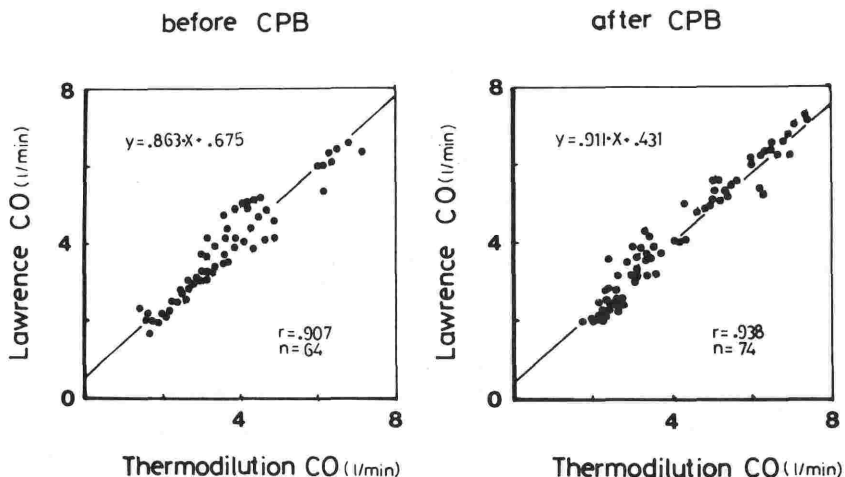 before CPB
8
y=.863·X+.675
4
r=.907
n=64
0
4
8
Lawrence CO (l/min)
Thermodilution CO (l/min)
after CPB
8
y=.911·X+.431
4
r=.938
n=74
0
4
8
Lawrence CO (l/min)
Thermodilution CO (l/min)